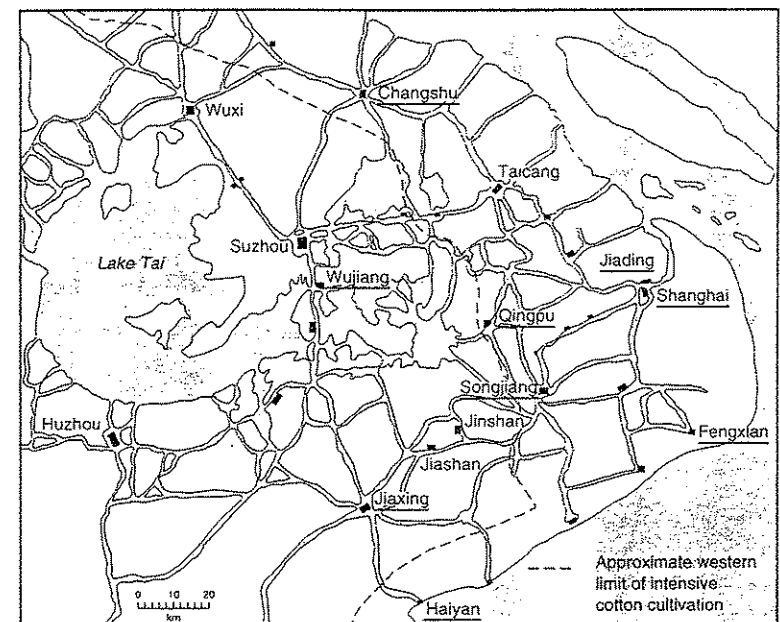 Changshu
Wuxi
Taicang
Suzhou
Lake Tai
Wujiang
Jiading
Shanghai
Qingpu
Songjiang
Huzhou
Jinshan
Fengxian
Jiashan
Jiaxing
Haiyan
0 10 20
km
Approximate western
limit of intensive
cotton cultivation